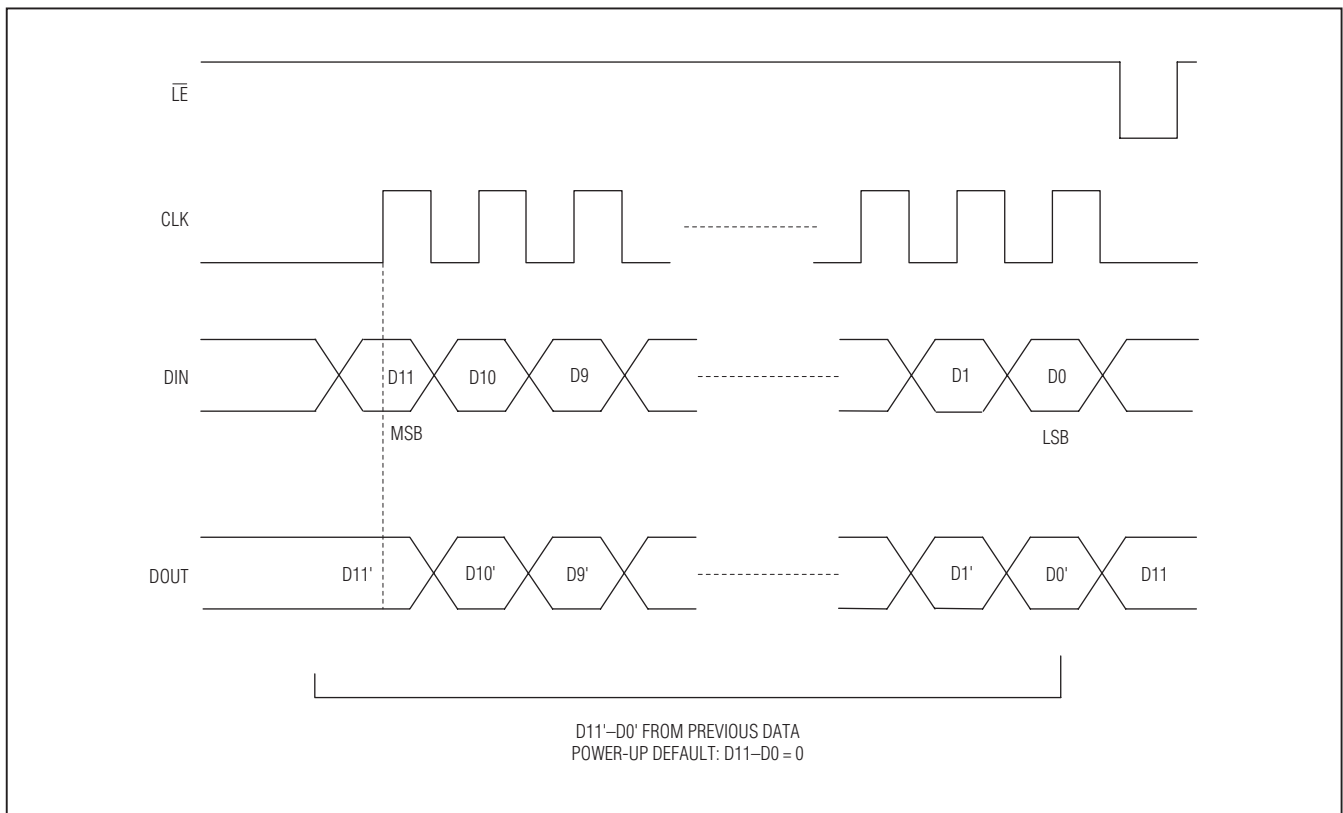 LE
CLK
DIN
D11
D10
D9
D1
D0
MSB
LSB
DOUT
D11'
D10'
D9'
D1'
D0'
D11
D11'–D0' FROM PREVIOUS DATA
POWER-UP DEFAULT: D11–D0 = 0